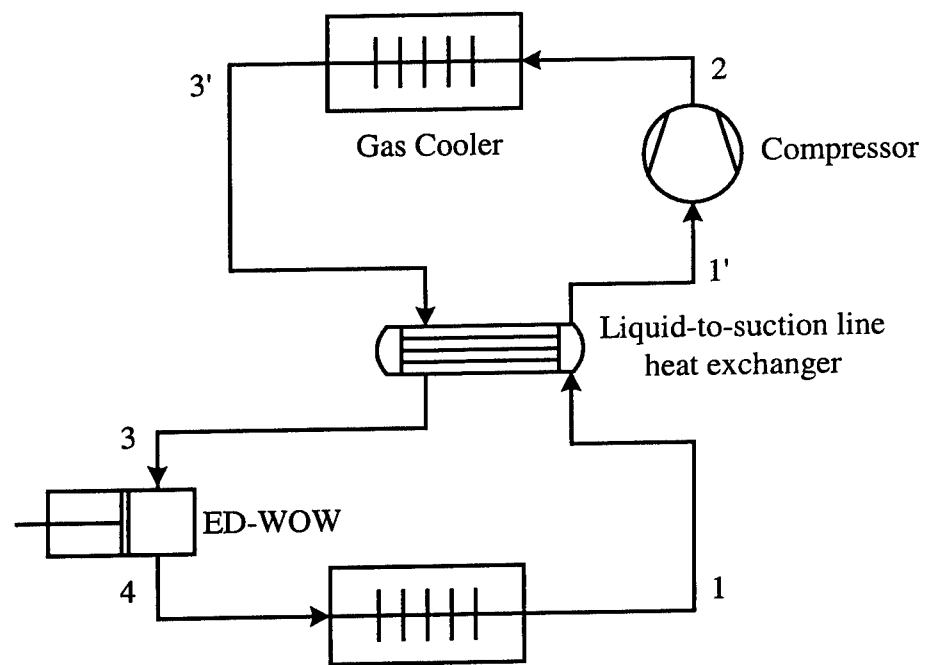 2
3'
Gas Cooler
Compressor
1'
Liquid-to-suction line
heat exchanger
3
ED-WOW
4
1